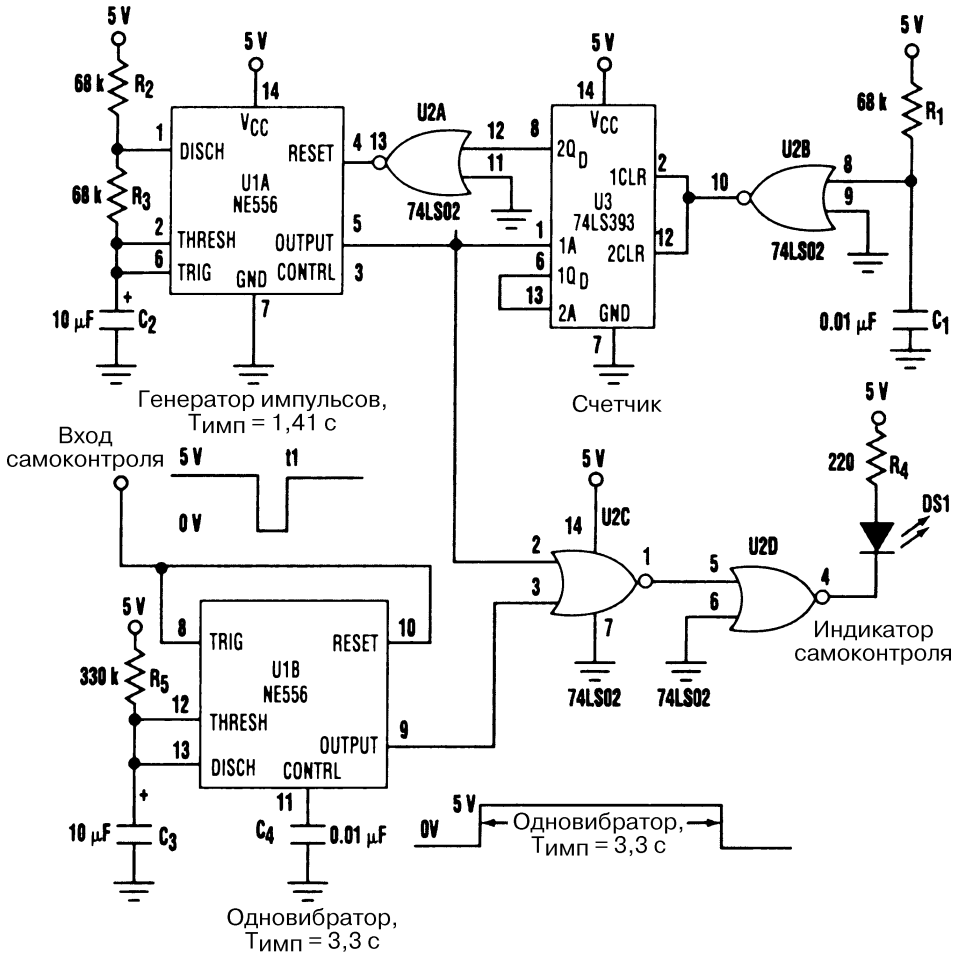 5 V
68 k R2
5 V
14
VCC
1
DISCH
RESET
4
13
U2A
12
11
74LS02
U1A
NE556
68 k R3
2
THRESH
6
TRIG
OUTPUT
5
CONTRL
3
GND
7
+
10 µF C2
Генератор импульсов,
Tимп = 1,41 с
5 V
14
VCC
8
2QD
1CLR
2
U3
74LS393
1
1A
6
1QD
13
2A
2CLR
12
GND
7
Счетчик
10
U2B
8
9
74LS02
5 V
68 k R1
0.01 µF C1
Вход
самоконтроля
5 V
t1
0 V
5 V
330 k R5
8
TRIG
RESET
10
U1B
NE556
12
THRESH
13
DISCH
OUTPUT
9
CONTRL
11
+
10 µF C3
C4 0.01 µF
Одновибратор,
Tимп = 3,3 с
5 V
14
U2C
2
3
1
7
74LS02
U2D
5
6
4
74LS02
5 V
220 R4
DS1
Индикатор
самоконтроля
5 V
0V
Одновибратор,
Tимп = 3,3 с